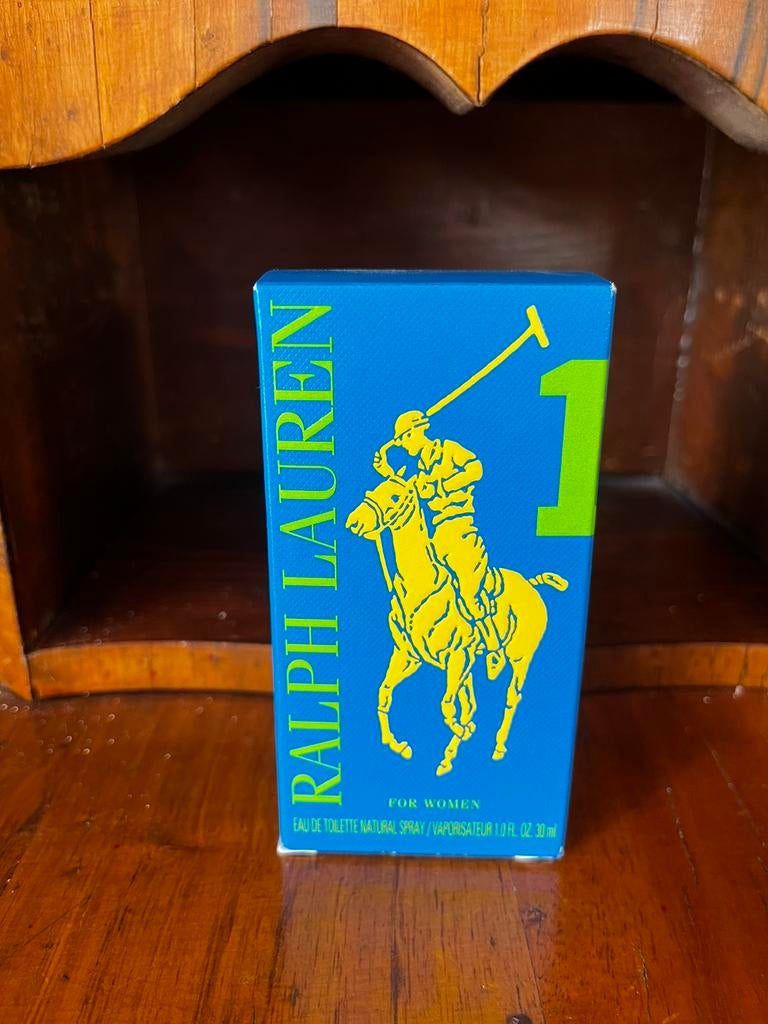 RALPH LAUREN
1
FOR WOMEN
EAU DE TOILETTE NATURAL SPRAY / VAPORISATEUR 1.0 FL. OZ. 30 ml